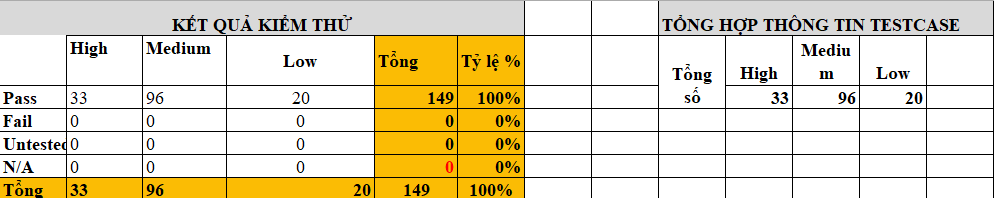 KẾT QUẢ KIỂM THỬ
High Medium Low Tổng Tỷ lệ %
Pass 33 96 20 149 100%
Fail 0 0 0 0 0%
Untested 0 0 0 0 0%
N/A 0 0 0 0 0%
Tổng 33 96 20 149 100%
TỔNG HỢP THÔNG TIN TESTCASE
Tổng số High Mediu
m Low
33 96 20